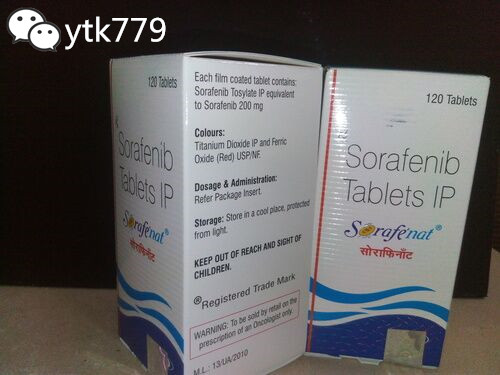 ytk779
120 Tablets
Sorafenib
Tablets IP
Sorafenat®
सोराफिनॅट
Each film coated tablet contains:
Sorafenib Tosylate IP equivalent
to Sorafenib 200 mg
Colours:
Titanium Dioxide IP and Ferric
Oxide (Red) USP/NF.
Dosage & Administration:
Refer Package Insert.
Storage: Store in a cool place, protected
from light.
KEEP OUT OF REACH AND SIGHT OF
CHILDREN.
®Registered Trade Mark
WARNING: To be sold by retail on the
prescription of an Oncologist only.
M.L.: 13/UA/2010
120 Tablets
Sorafenib
Tablets IP
Sorafenat®
सोराफिनॅट